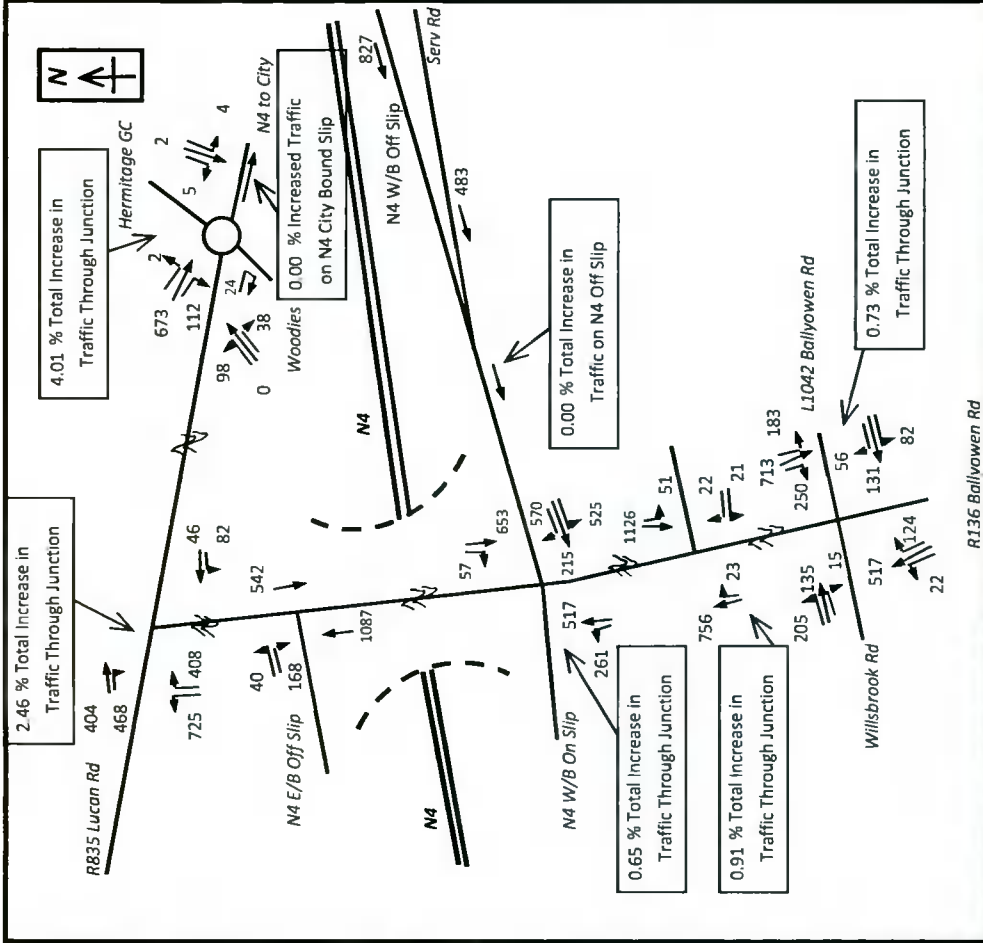 N
2.46 % Total Increase in
Traffic Through Junction
4.01 % Total Increase in
Traffic Through Junction
Hermitage GC
2
5
4
2
673
112
24
N4 to City
0.00 % Increased Traffic
on N4 City Bound Slip
98
38
0
Woodies
R835 Lucan Rd
404
468
46
82
725
408
542
N4 E/B Off Slip
40
168
1087
N4
827
N4 W/B Off Slip
Serv Rd
483
N4
57
653
570
525
215
0.00 % Total Increase in
Traffic on N4 Off Slip
N4 W/B On Slip
517
261
1126
51
22
21
0.65 % Total Increase in
Traffic Through Junction
756
23
0.91 % Total Increase in
Traffic Through Junction
713
183
250
L1042 Ballyowen Rd
0.73 % Total Increase in
Traffic Through Junction
56
131
82
205
135
15
Willsbrook Rd
517
124
22
R136 Ballyowen Rd